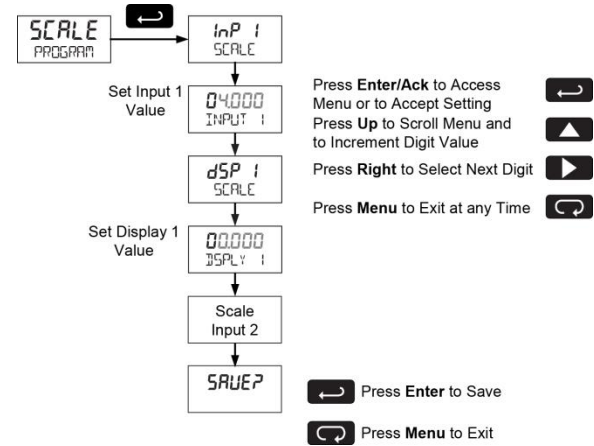 SCALE
PROGRAM
InP 1
SCALE
Set Input 1
Value
04.000
INPUT 1
dSP 1
SCALE
Set Display 1
Value
00.000
DSPLY 1
Scale
Input 2
SAVE?
Press Enter/Ack to Access
Menu or to Accept Setting
Press Up to Scroll Menu and
to Increment Digit Value
Press Right to Select Next Digit
Press Menu to Exit at any Time
Press Enter to Save
Press Menu to Exit